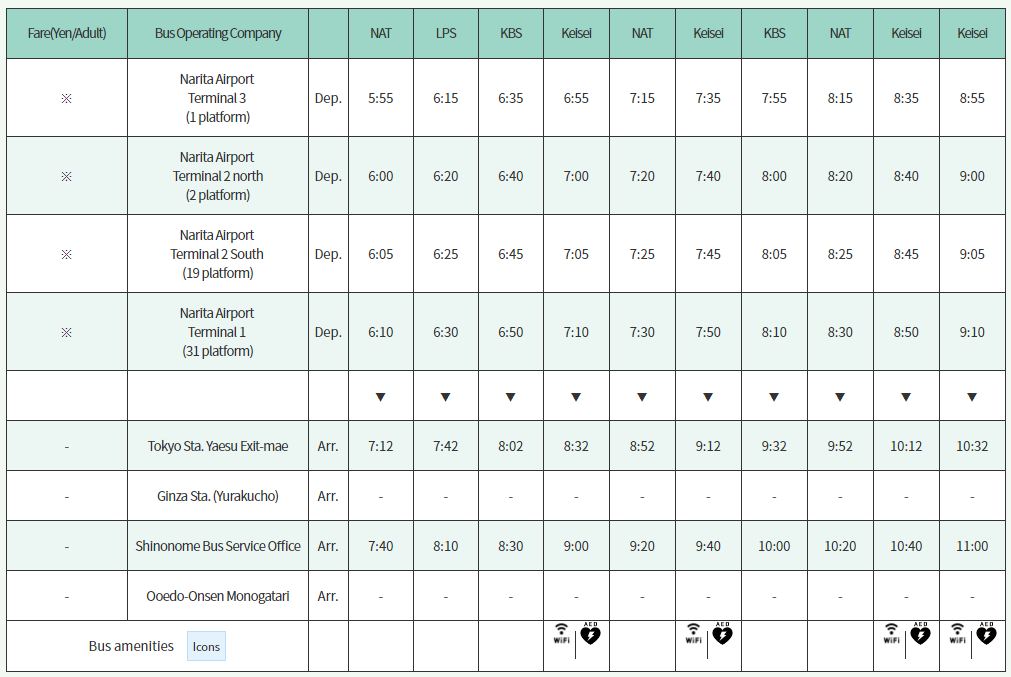 Fare(Yen/Adult) Bus Operating Company NAT LPS KBS Keisei NAT Keisei KBS NAT Keisei Keisei
※ Narita Airport
Terminal 3
(1 platform) Dep. 5:55 6:15 6:35 6:55 7:15 7:35 7:55 8:15 8:35 8:55
※ Narita Airport
Terminal 2 north
(2 platform) Dep. 6:00 6:20 6:40 7:00 7:20 7:40 8:00 8:20 8:40 9:00
※ Narita Airport
Terminal 2 South
(19 platform) Dep. 6:05 6:25 6:45 7:05 7:25 7:45 8:05 8:25 8:45 9:05
※ Narita Airport
Terminal 1
(31 platform) Dep. 6:10 6:30 6:50 7:10 7:30 7:50 8:10 8:30 8:50 9:10
▼ ▼ ▼ ▼ ▼ ▼ ▼ ▼ ▼ ▼
- Tokyo Sta. Yaesu Exit-mae Arr. 7:12 7:42 8:02 8:32 8:52 9:12 9:32 9:52 10:12 10:32
- Ginza Sta. (Yurakucho) Arr. - - - - - - - - - -
- Shinonome Bus Service Office Arr. 7:40 8:10 8:30 9:00 9:20 9:40 10:00 10:20 10:40 11:00
- Ooedo-Onsen Monogatari Arr. - - - - - - - - - -
Bus amenities Icons WiFi AED WiFi AED WiFi AED WiFi AED